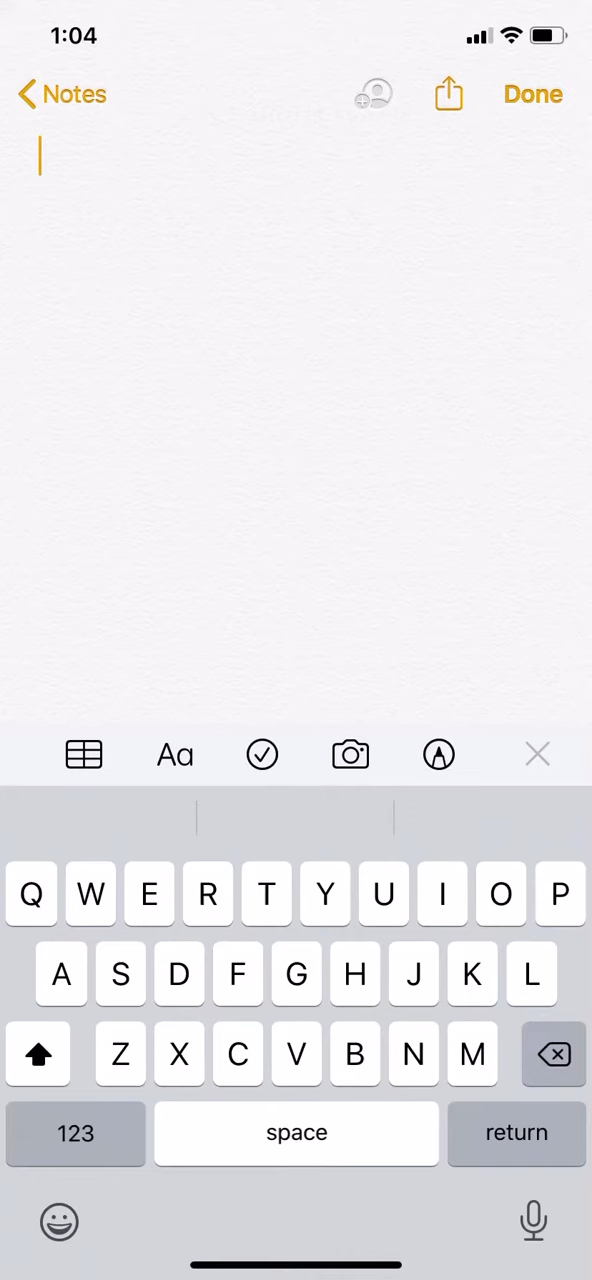 1:04
Notes Done
Aa
Q W E R T Y U I O P
A S D F G H J K L
Z X C V B N M
123 space return